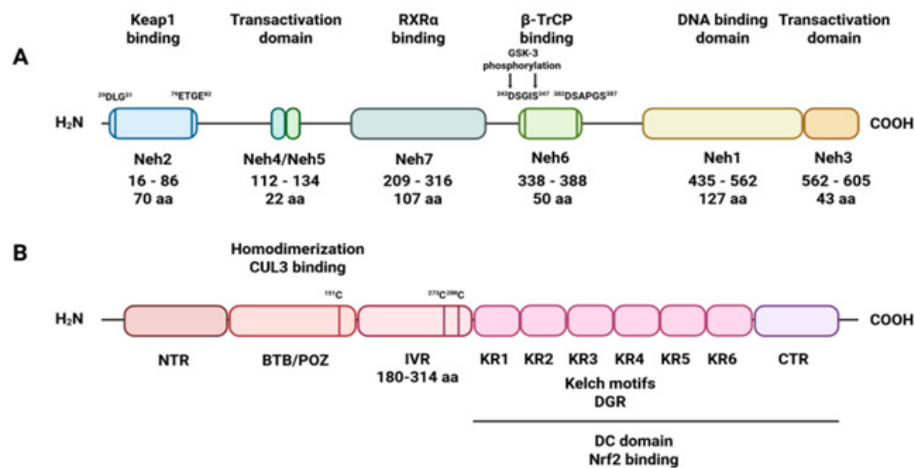 Keap1 binding
Transactivation domain
RXRα binding
β-TrCP binding
DNA binding domain
Transactivation domain
A
GSK-3 phosphorylation
²⁹DLG³¹
⁷⁹ETGE⁸²
³⁴³DSGIS³⁴⁷
³⁸²DSAPGS³⁸⁷
H₂N
COOH
Neh2
16 - 86
70 aa
Neh4/Neh5
112 - 134
22 aa
Neh7
209 - 316
107 aa
Neh6
338 - 388
50 aa
Neh1
435 - 562
127 aa
Neh3
562 - 605
43 aa
B
Homodimerization
CUL3 binding
¹⁵¹C
²⁷³C²⁸⁸C
H₂N
COOH
NTR
BTB/POZ
IVR
180-314 aa
KR1
KR2
KR3
KR4
KR5
KR6
CTR
Kelch motifs
DGR
DC domain
Nrf2 binding